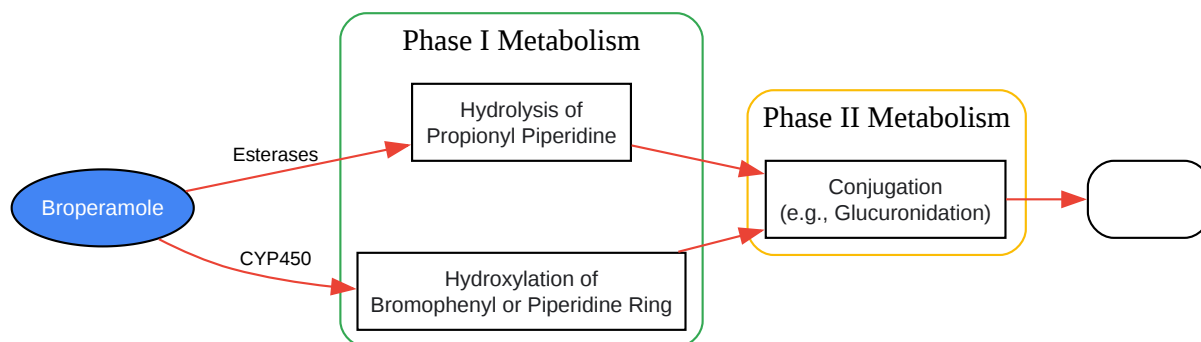 Phase I Metabolism
Hydrolysis of
Propionyl Piperidine
Phase II Metabolism
Esterases
Conjugation
(e.g., Glucuronidation)
Broperamole
CYP450
Hydroxylation of
Bromophenyl or Piperidine Ring